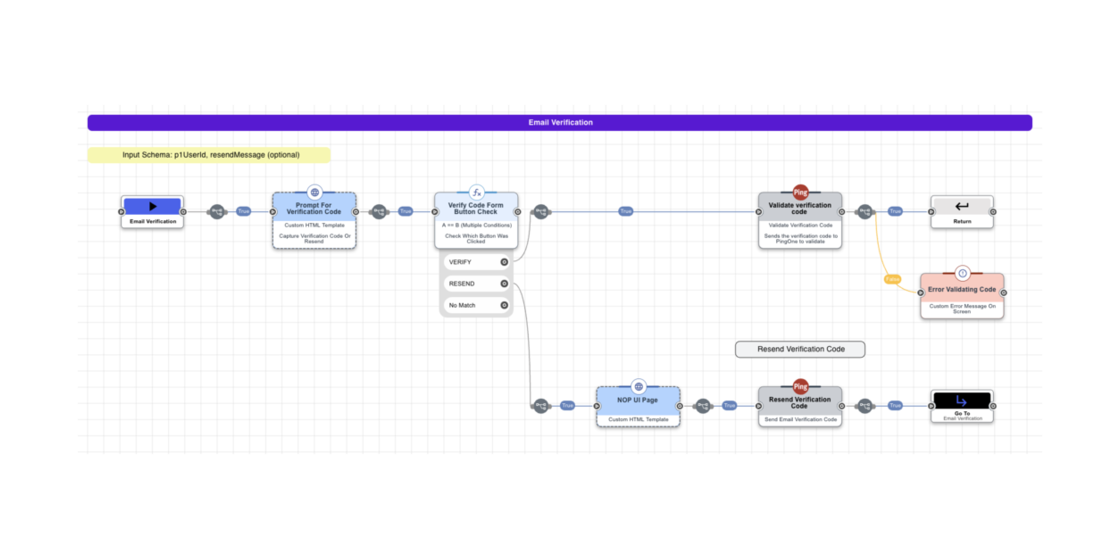 Email Verification
Input Schema: p1UserId, resendMessage (optional)
Email Verification
True
Prompt For
Verification Code
Custom HTML Template
Capture Verification Code Or
Resend
True
Verify Code Form
Button Check
A == B (Multiple Conditions)
Check Which Button Was
Clicked
VERIFY
RESEND
No Match
True
Ping
Validate verification
code
Validate Verification Code
Sends the verification code to
PingOne to validate
True
Return
False
Error Validating Code
Custom Error Message On
Screen
Resend Verification Code
True
NOP UI Page
Custom HTML Template
True
Ping
Resend Verification
Code
Send Email Verification Code
True
Go To
Email Verification